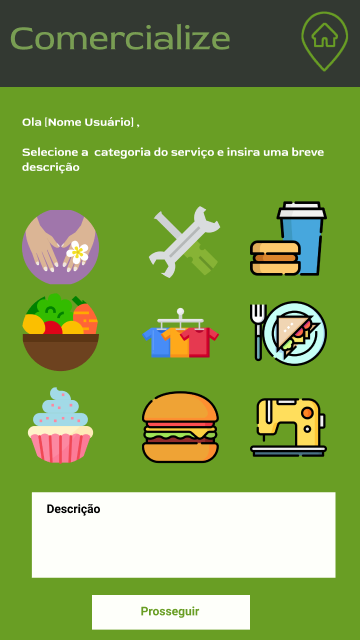 Comercialize
Ola [Nome Usuário] ,
Selecione a  categoria do serviço e insira uma breve
descrição
Descrição
Prosseguir